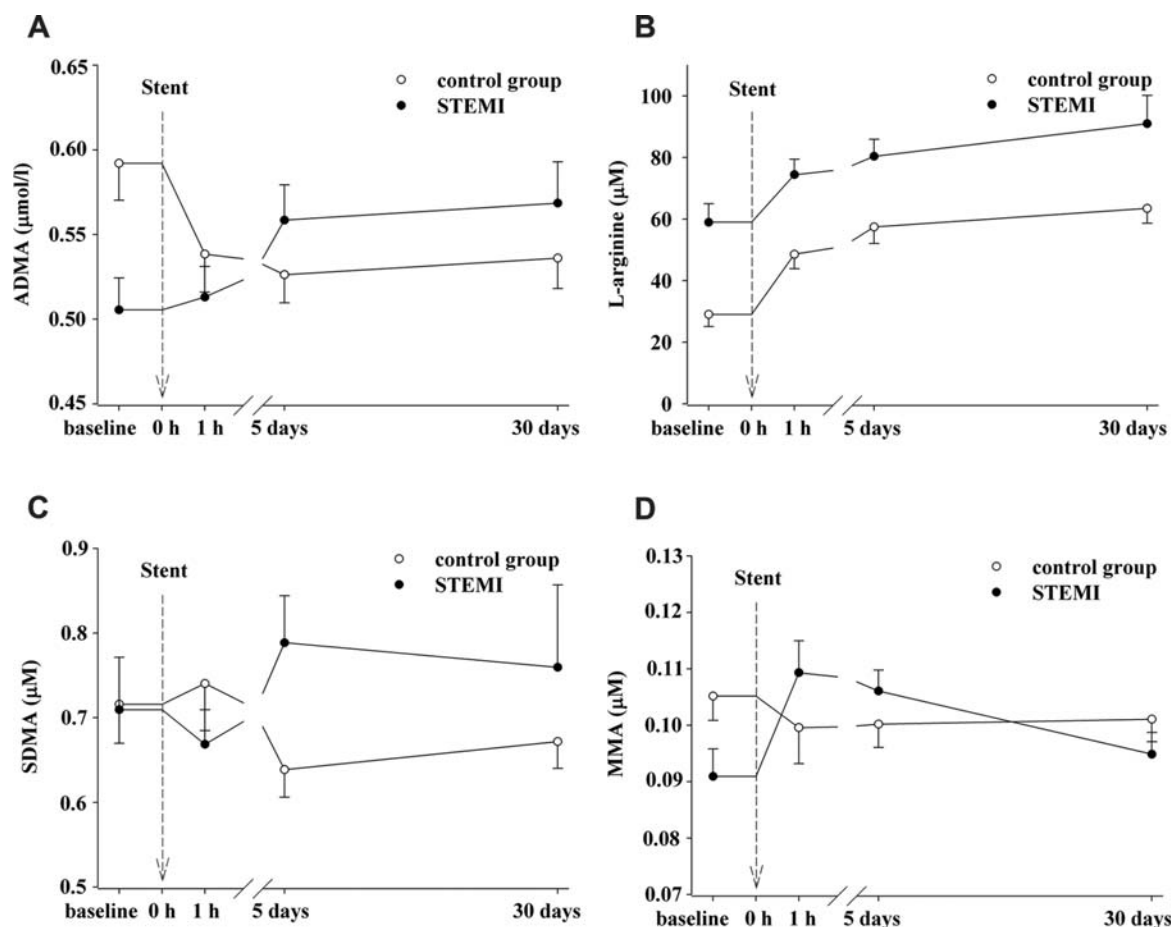 A
ADMA (μmol/l)
0.65
0.60
0.55
0.50
0.45
Stent
control group
STEMI
baseline 0 h 1 h 5 days 30 days
B
L-arginine (μM)
100
80
60
40
20
0
Stent
control group
STEMI
baseline 0 h 1 h 5 days 30 days
C
SDMA (μM)
0.9
0.8
0.7
0.6
0.5
Stent
control group
STEMI
baseline 0 h 1 h 5 days 30 days
D
MMA (μM)
0.13
0.12
0.11
0.10
0.09
0.08
0.07
Stent
control group
STEMI
baseline 0 h 1 h 5 days 30 days